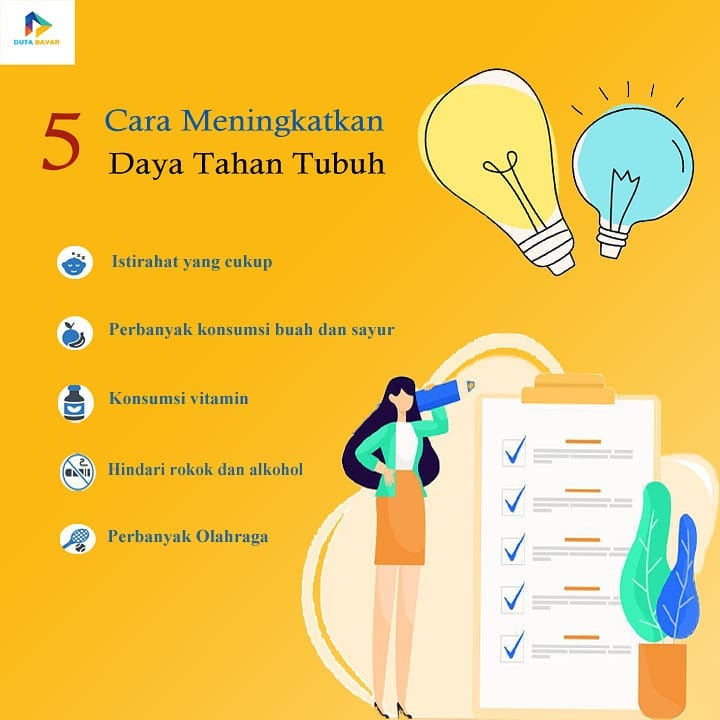 DUTA BAYAR
5 Cara Meningkatkan
Daya Tahan Tubuh
Istirahat yang cukup
Perbanyak konsumsi buah dan sayur
Konsumsi vitamin
Hindari rokok dan alkohol
Perbanyak Olahraga